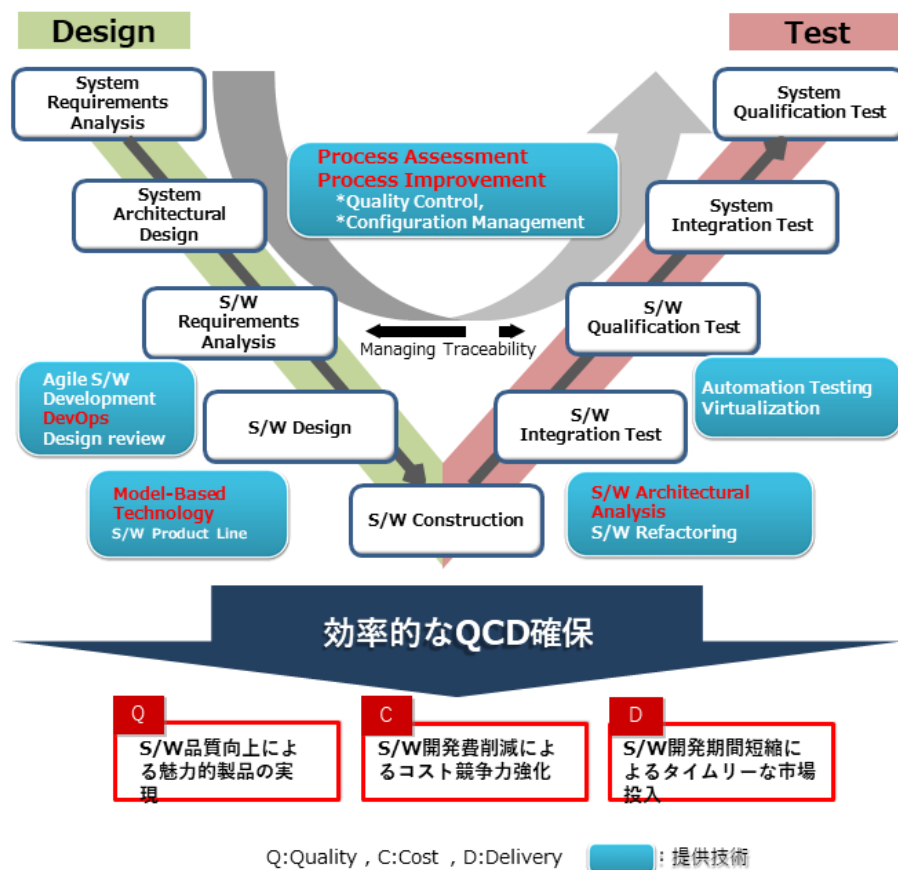 Design
Test
System
Requirements
Analysis
System
Qualification Test
Process Assessment
Process Improvement
*Quality Control,
*Configuration Management
System
Architectural
Design
System
Integration Test
S/W
Requirements
Analysis
S/W
Qualification Test
Managing Traceability
Agile S/W
Development
DevOps
Design review
Automation Testing
Virtualization
S/W Design
S/W
Integration Test
Model-Based
Technology
S/W Product Line
S/W Construction
S/W Architectural
Analysis
S/W Refactoring
効率的なQCD確保
Q
S/W品質向上によ
る魅力的製品の実
現
C
S/W開発費削減によ
るコスト競争力強化
D
S/W開発期間短縮に
よるタイムリーな市場
投入
Q:Quality , C:Cost , D:Delivery
: 提供技術